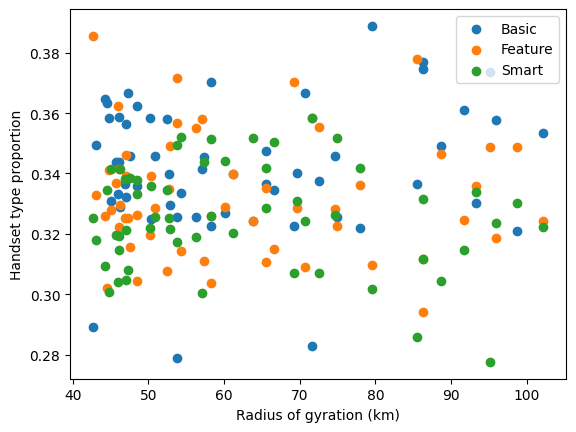 0.38
0.36
0.34
0.32
0.30
0.28
Handset type proportion
Basic
Feature
Smart
40
50
60
70
80
90
100
Radius of gyration (km)